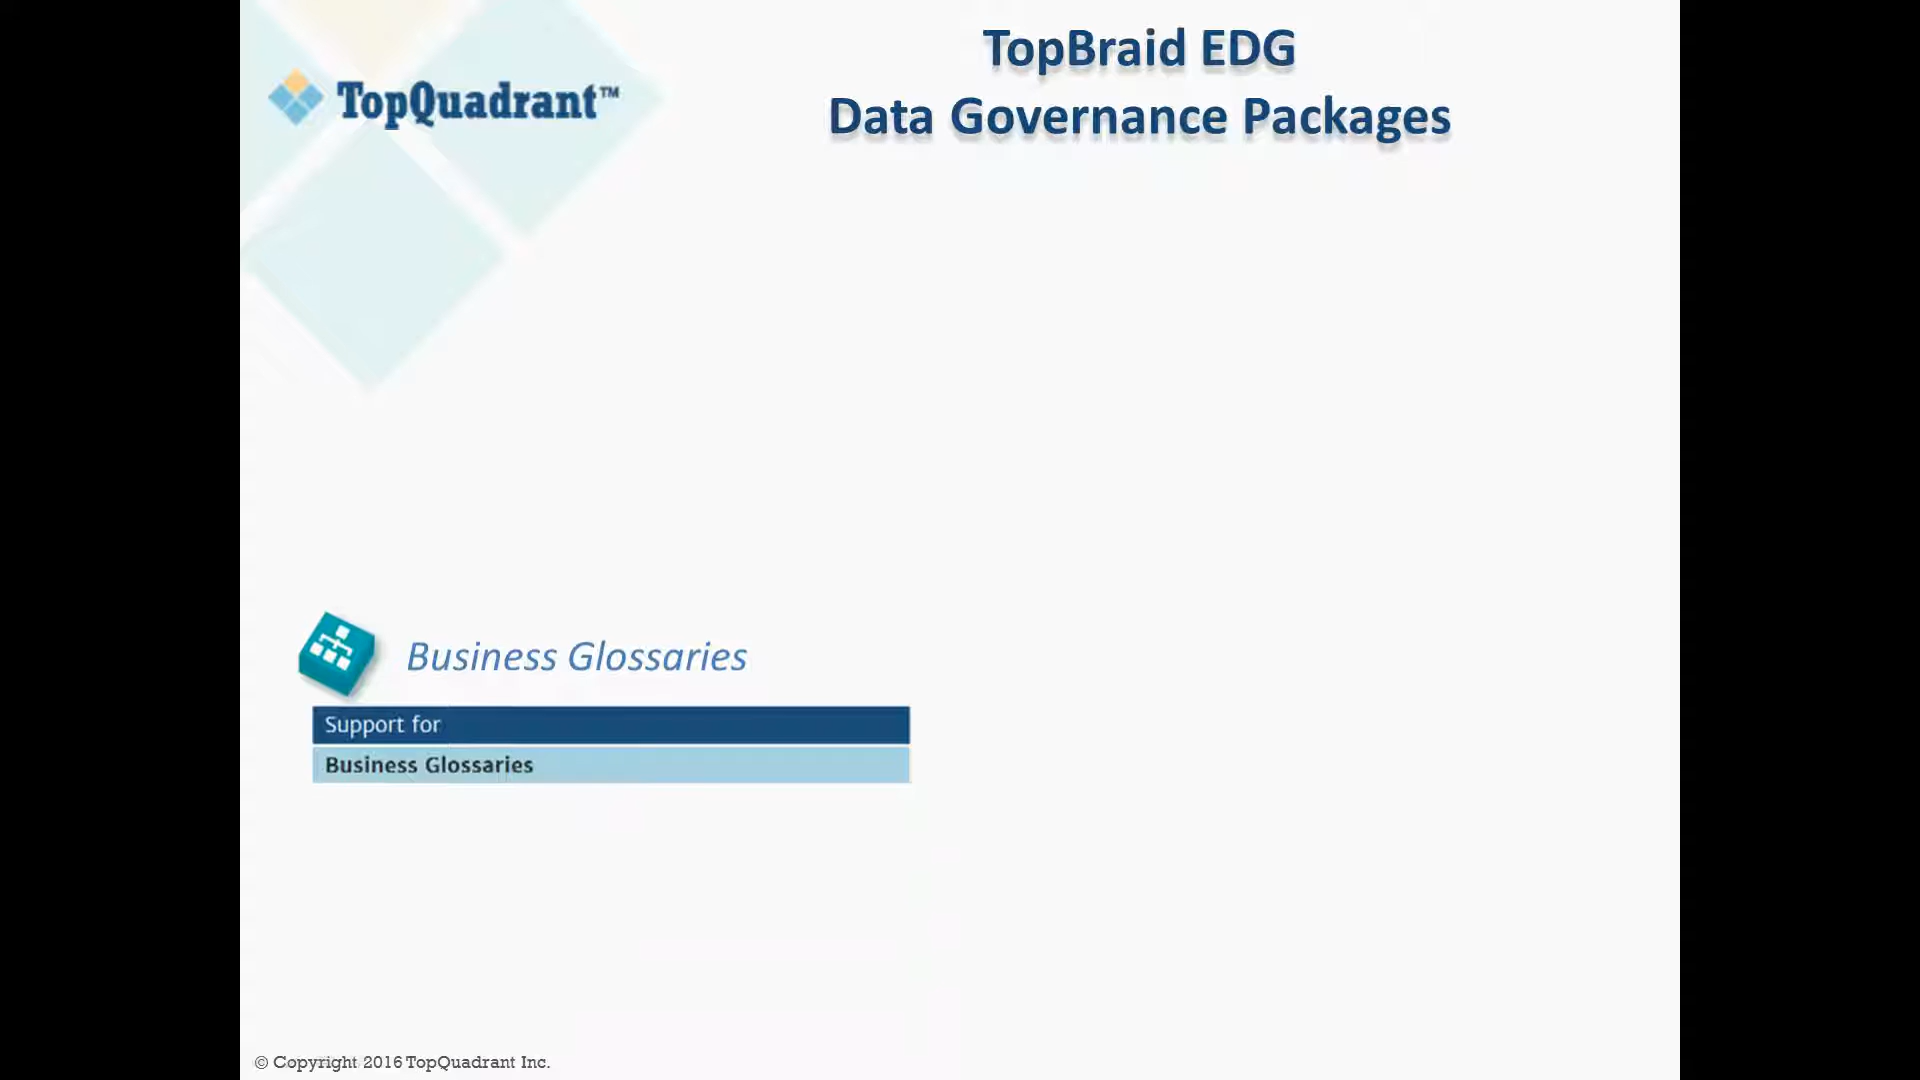 TopQuadrant™
TopBraid EDG
Data Governance Packages
Business Glossaries
Support for
Business Glossaries
© Copyright 2016 TopQuadrant Inc.